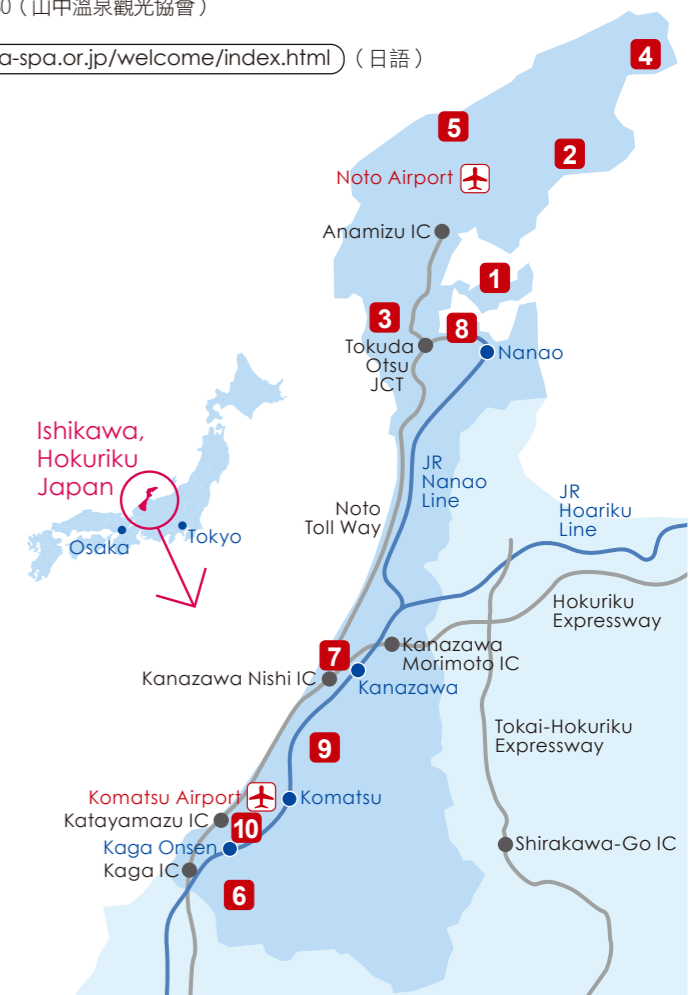 0（山中溫泉觀光協會）
a-spa.or.jp/welcome/index.html（日語）
4
5
2
Noto Airport
Anamizu IC
1
3
8
Tokuda
Otsu
JCT
Nanao
Ishikawa,
Hokuriku
Japan
Osaka
Tokyo
JR
Nanao
Line
JR
Hoariku
Line
Noto
Toll Way
Hokuriku
Expressway
Kanazawa
Morimoto IC
7
Kanazawa Nishi IC
Kanazawa
Tokai-Hokuriku
Expressway
9
Komatsu Airport
Komatsu
Katayamazu IC
10
Kaga Onsen
Kaga IC
Shirakawa-Go IC
6